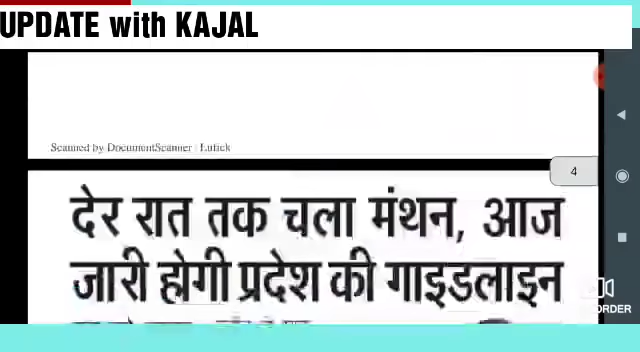 UPDATE with KAJAL
Scanned by DocumentScanner | Lufick
4
देर रात तक चला मंथन, आज
जारी होगी प्रदेश की गाइडलाइन
ORDER